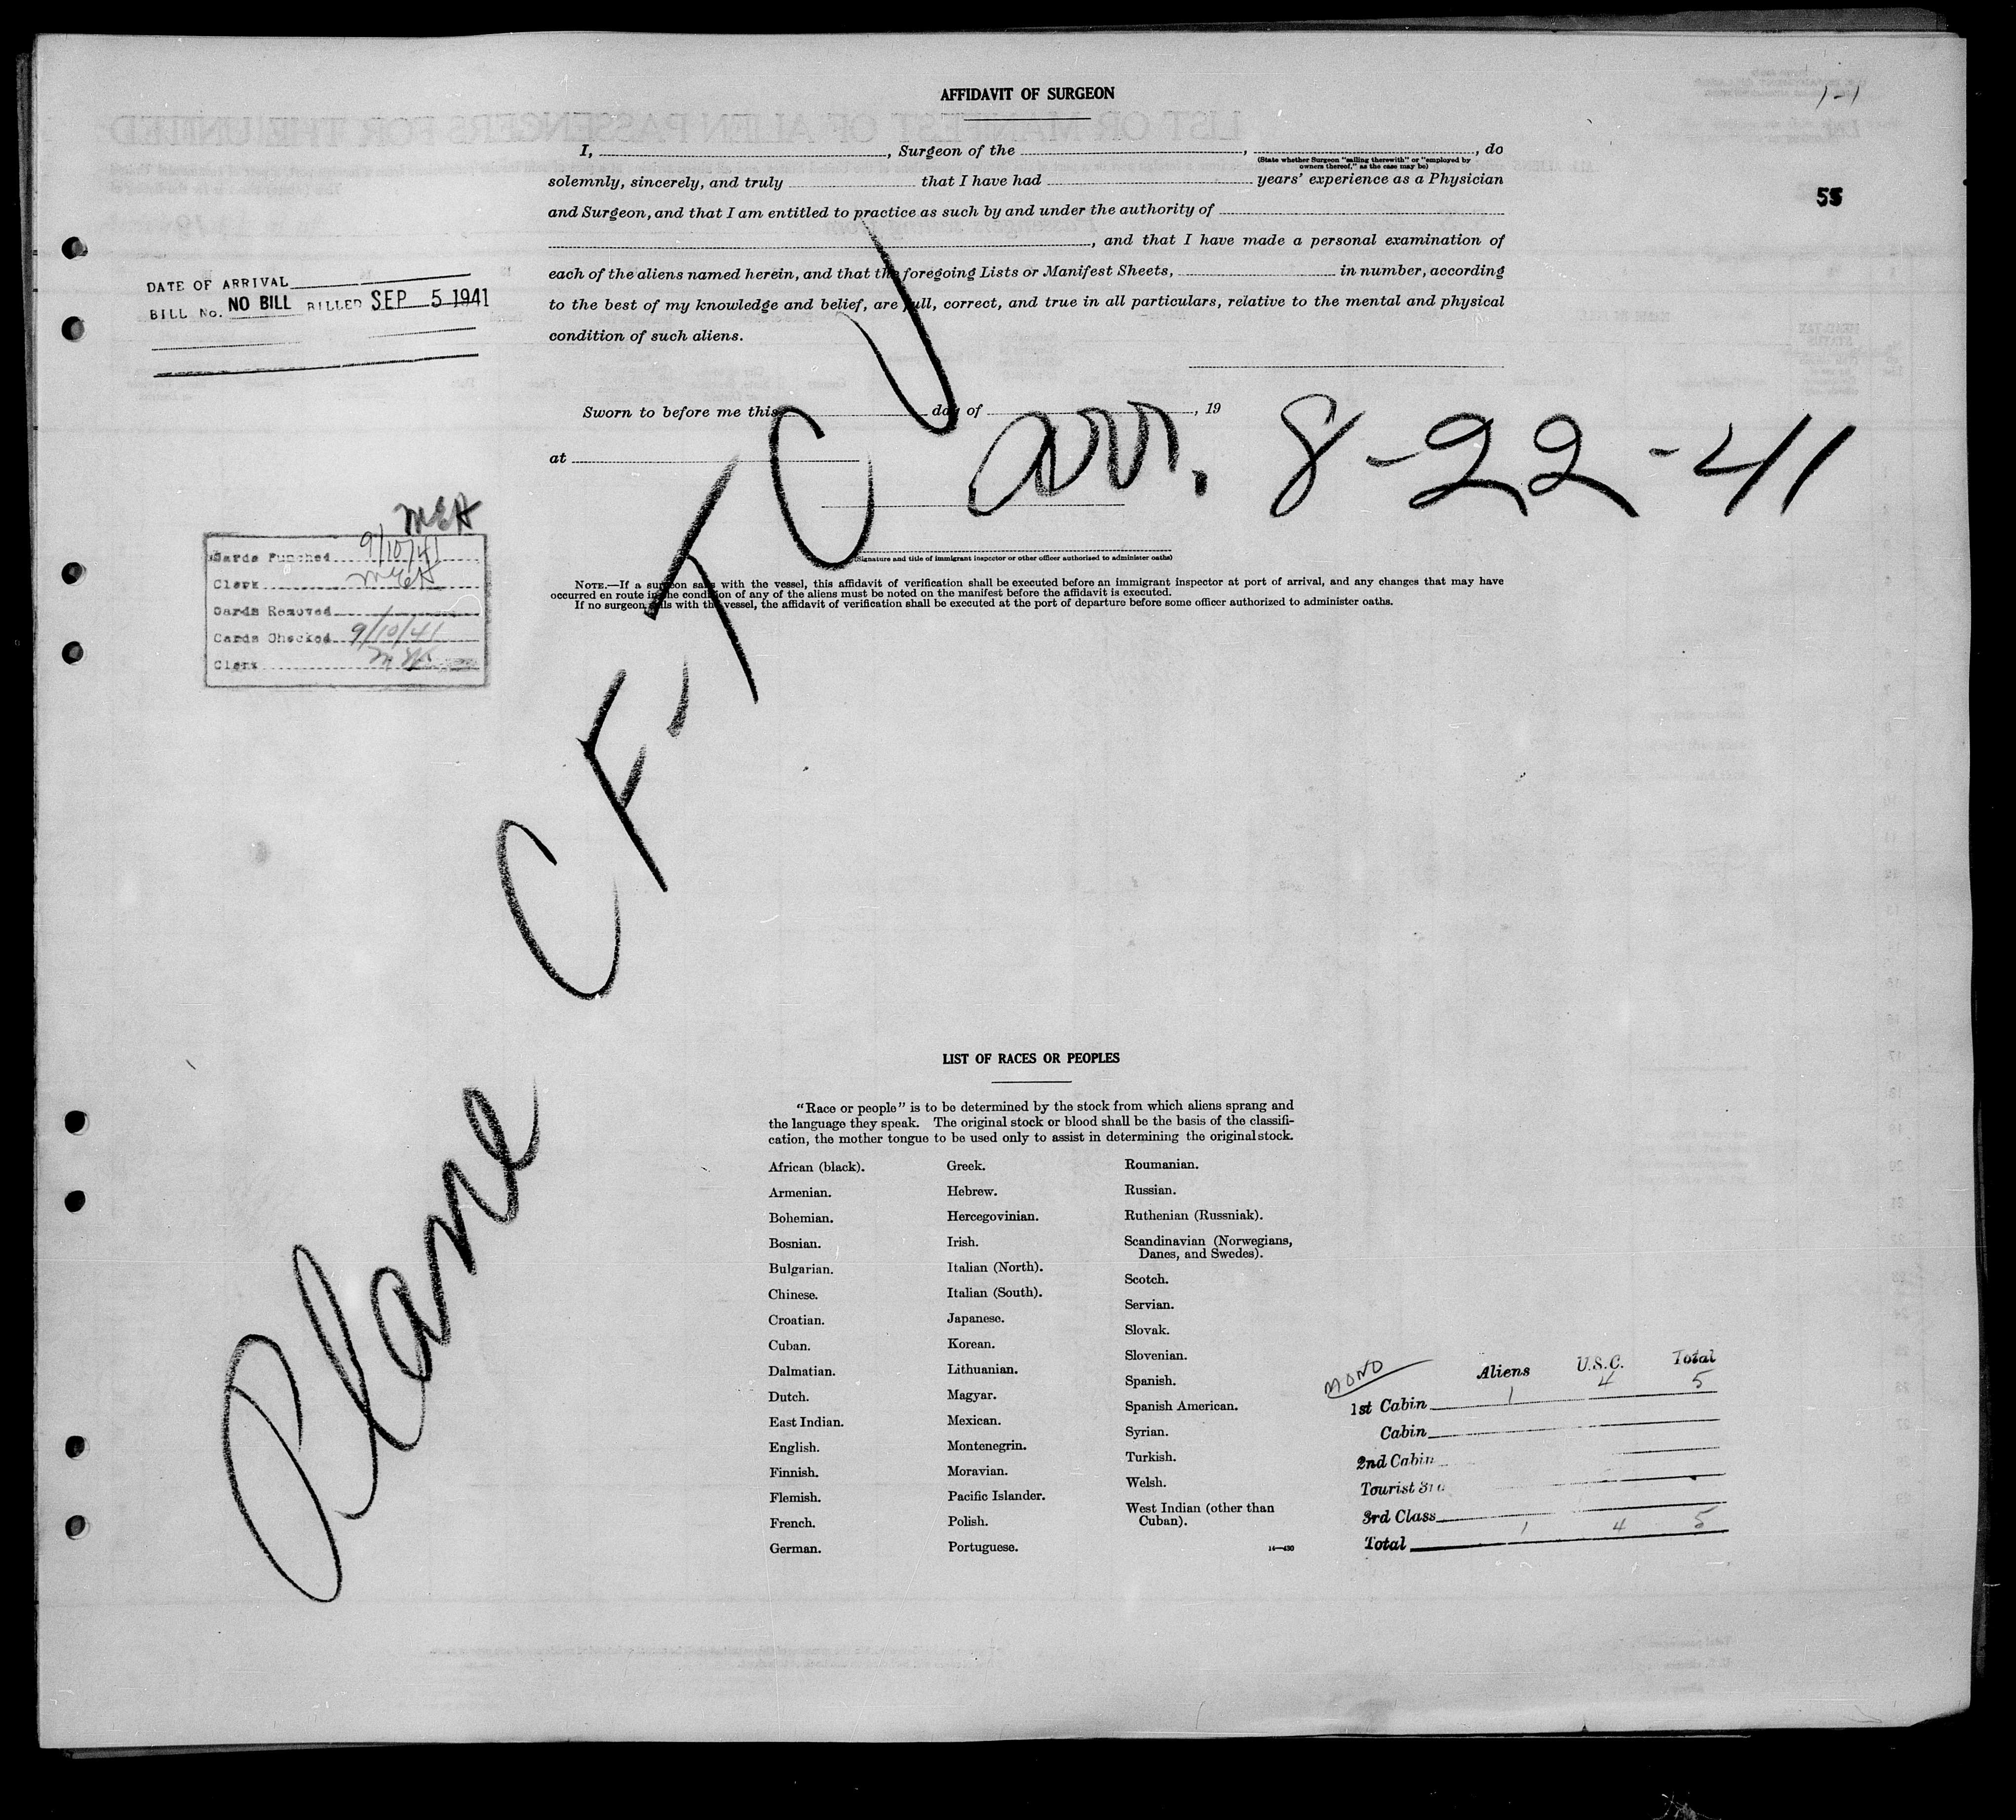 AFFIDAVIT OF SURGEON
1-1
I, , Surgeon of the , , do
(State whether Surgeon "sailing therewith" or "employed by owners thereof," as the case may be)
solemnly, sincerely, and truly that I have had years' experience as a Physician
55
and Surgeon, and that I am entitled to practice as such by and under the authority of
, and that I have made a personal examination of
each of the aliens named herein, and that the foregoing Lists or Manifest Sheets, in number, according
to the best of my knowledge and belief, are full, correct, and true in all particulars, relative to the mental and physical
condition of such aliens.
DATE OF ARRIVAL
BILL No. NO BILL BILLED SEP 5 1941
Sworn to before me this day of , 19
at
arr. 8-22-41
(Signature and title of immigrant inspector or other officer authorized to administer oaths)
NOTE.—If a surgeon sails with the vessel, this affidavit of verification shall be executed before an immigrant inspector at port of arrival, and any changes that may have
occurred en route in the condition of any of the aliens must be noted on the manifest before the affidavit is executed.
If no surgeon sails with the vessel, the affidavit of verification shall be executed at the port of departure before some officer authorized to administer oaths.
MEH
Cards Punched 9/10/41
Clerk MEH
Cards Removed
Cards Checked 9/10/41
Clerk MEH
Plane CF-TCJ
LIST OF RACES OR PEOPLES
"Race or people" is to be determined by the stock from which aliens sprang and
the language they speak. The original stock or blood shall be the basis of the classifi-
cation, the mother tongue to be used only to assist in determining the original stock.
African (black).
Armenian.
Bohemian.
Bosnian.
Bulgarian.
Chinese.
Croatian.
Cuban.
Dalmatian.
Dutch.
East Indian.
English.
Finnish.
Flemish.
French.
German.
Greek.
Hebrew.
Hercegovinian.
Irish.
Italian (North).
Italian (South).
Japanese.
Korean.
Lithuanian.
Magyar.
Mexican.
Montenegrin.
Moravian.
Pacific Islander.
Polish.
Portuguese.
Roumanian.
Russian.
Ruthenian (Russniak).
Scandinavian (Norwegians,
Danes, and Swedes).
Scotch.
Servian.
Slovak.
Slovenian.
Spanish.
Spanish American.
Syrian.
Turkish.
Welsh.
West Indian (other than
Cuban).
14—430
MONO Aliens U.S.C. Total
1st Cabin 1 4 5
Cabin
2nd Cabin
Tourist 3rd
3rd Class
Total 1 4 5